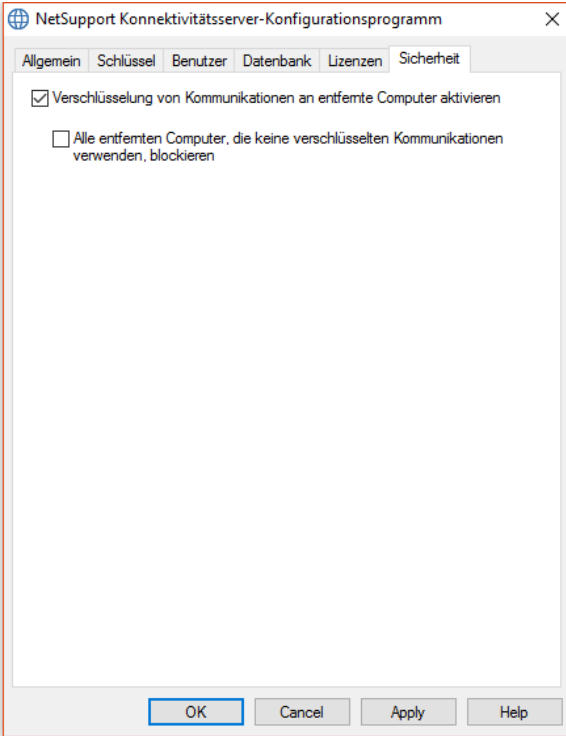 NetSupport Konnektivitätsserver-Konfigurationsprogramm
Allgemein Schlüssel Benutzer Datenbank Lizenzen Sicherheit
Verschlüsselung von Kommunikationen an entfernte Computer aktivieren
Alle entfernten Computer, die keine verschlüsselten Kommunikationen
verwenden, blockieren
OK Cancel Apply Help